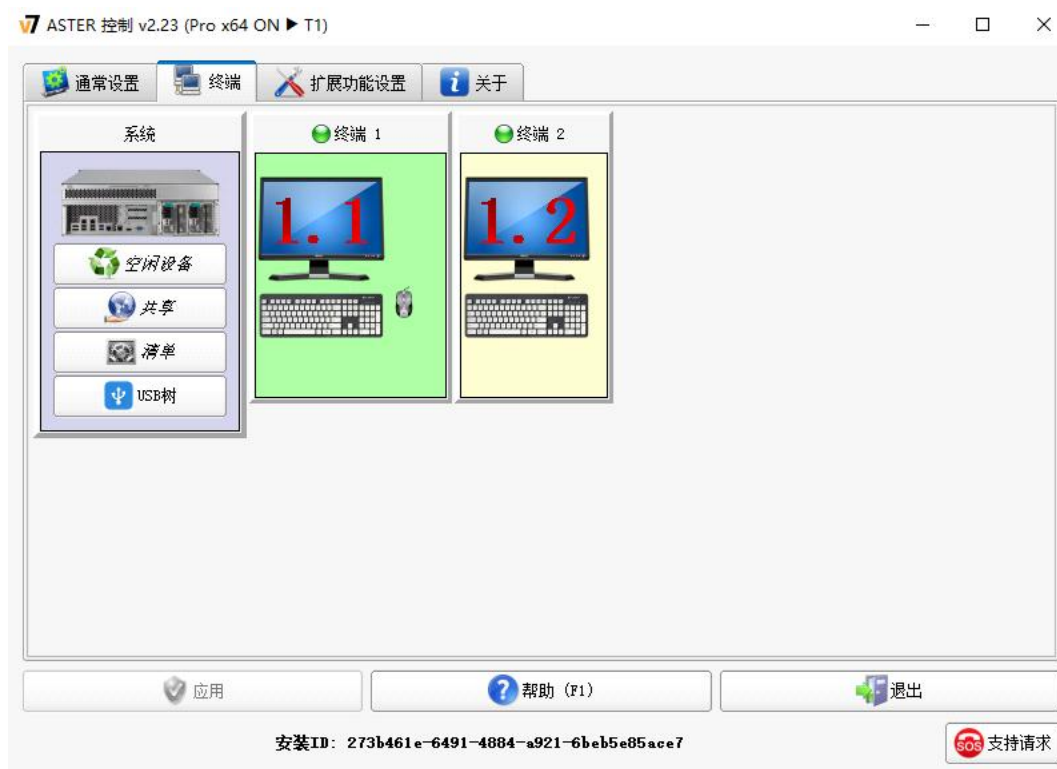 ASTER 控制 v2.23 (Pro x64 ON ▶ T1)
通常设置 终端 扩展功能设置 关于
系统 终端 1 终端 2
1.1 1.2
空闲设备
共享
清单
USB树
应用 帮助 (F1) 退出
安装ID: 273b461e-6491-4884-a921-6beb5e85ace7
SOS 支持请求